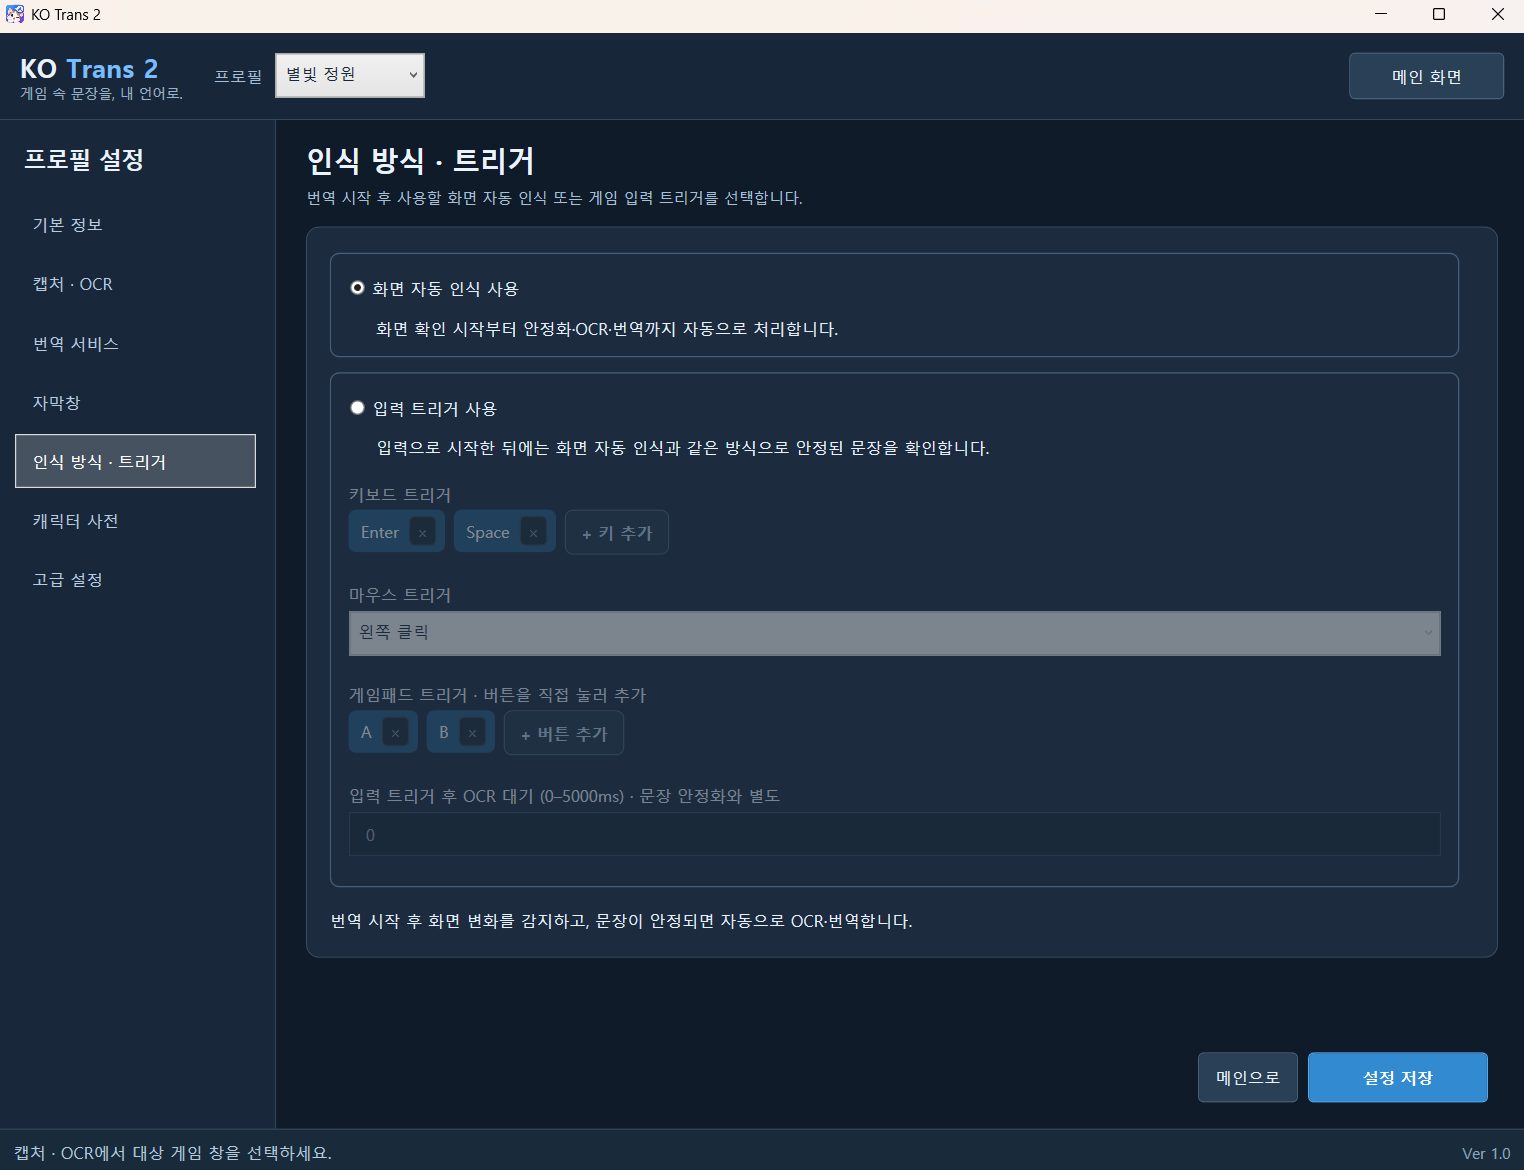 KO Trans 2
KO Trans 2
게임 속 문장을, 내 언어로.
프로필
별빛 정원
메인 화면
프로필 설정
기본 정보
캡처 · OCR
번역 서비스
자막창
인식 방식 · 트리거
캐릭터 사전
고급 설정
인식 방식 · 트리거
번역 시작 후 사용할 화면 자동 인식 또는 게임 입력 트리거를 선택합니다.
화면 자동 인식 사용
화면 확인 시작부터 안정화·OCR·번역까지 자동으로 처리합니다.
입력 트리거 사용
입력으로 시작한 뒤에는 화면 자동 인식과 같은 방식으로 안정된 문장을 확인합니다.
키보드 트리거
Enter × Space × + 키 추가
마우스 트리거
왼쪽 클릭
게임패드 트리거 · 버튼을 직접 눌러 추가
A × B × + 버튼 추가
입력 트리거 후 OCR 대기 (0–5000ms) · 문장 안정화와 별도
0
번역 시작 후 화면 변화를 감지하고, 문장이 안정되면 자동으로 OCR·번역합니다.
메인으로
설정 저장
캡처 · OCR에서 대상 게임 창을 선택하세요.
Ver 1.0